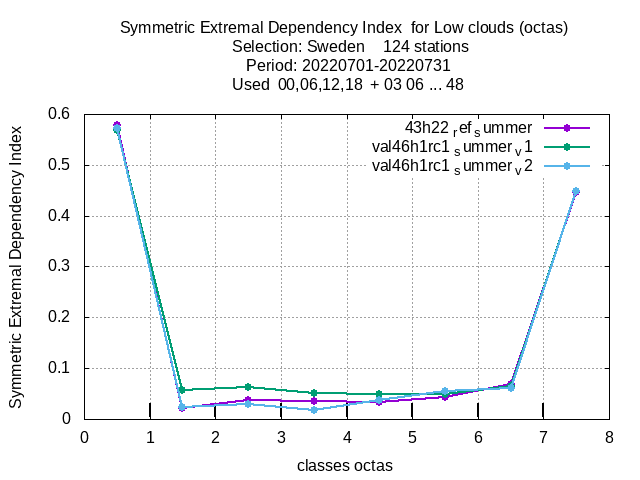 Symmetric Extremal Dependency Index  for Low clouds (octas)
Selection: Sweden    124 stations
Period: 20220701-20220731
Used  00,06,12,18  + 03 06 ... 48
43h22 ref summer
val46h1rc1 summer v1
val46h1rc1 summer v2
Symmetric Extremal Dependency Index
0.6
0.5
0.4
0.3
0.2
0.1
0
0 1 2 3 4 5 6 7 8
classes octas